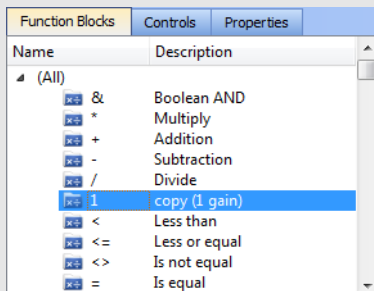 Function Blocks Controls Properties
Name Description
(All)
& Boolean AND
* Multiply
+ Addition
- Subtraction
/ Divide
1 copy (1 gain)
< Less than
<= Less or equal
<> Is not equal
= Is equal